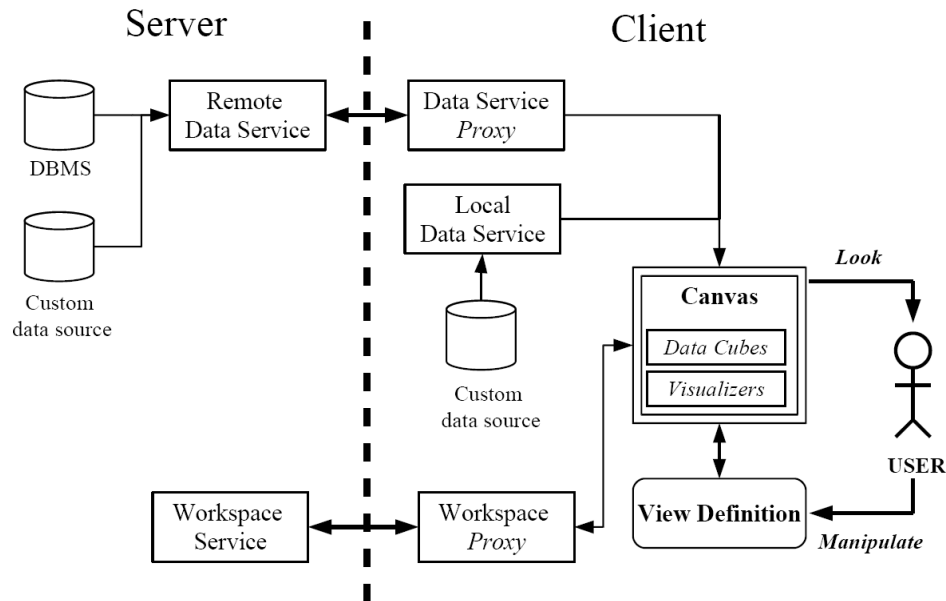 Server
Client
Remote
Data Service
Data Service
Proxy
DBMS
Local
Data Service
Custom
data source
Look
Canvas
Data Cubes
Visualizers
Custom
data source
USER
Workspace
Service
Workspace
Proxy
View Definition
Manipulate